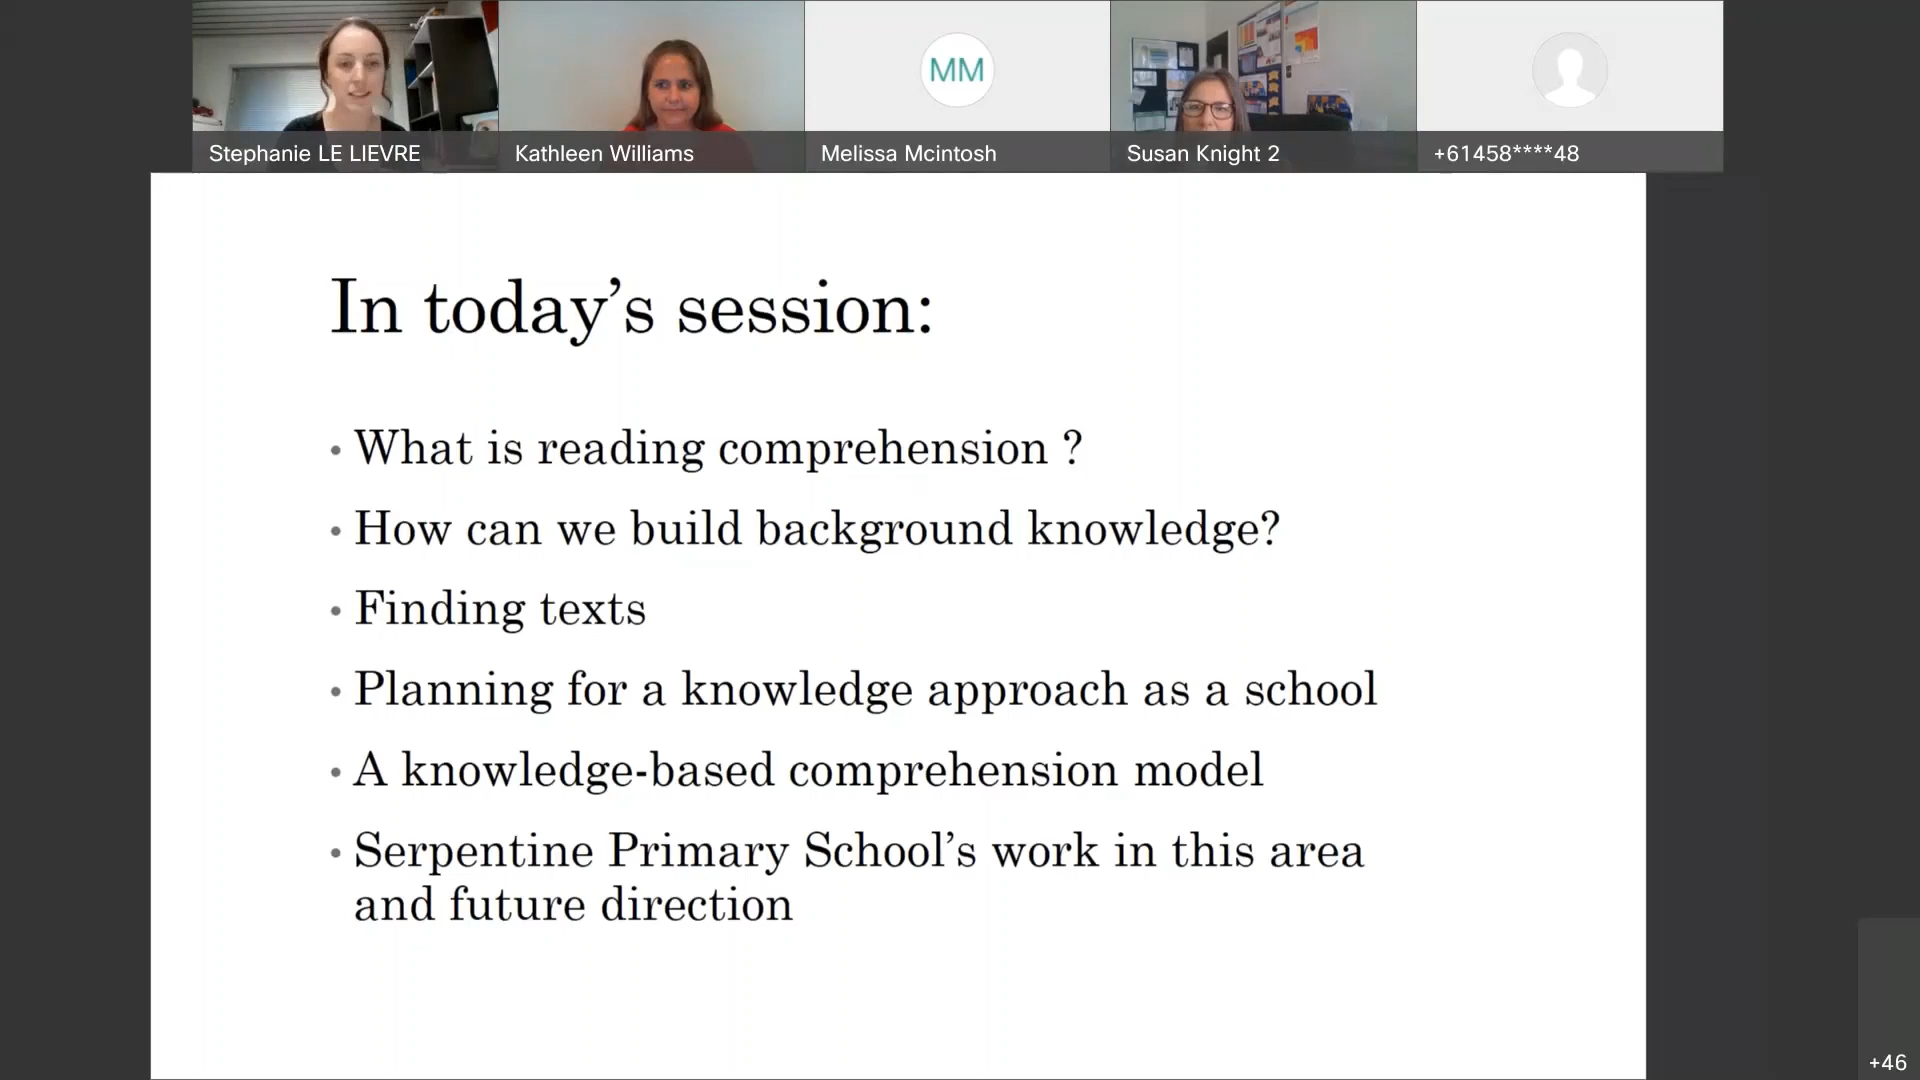 MM
Stephanie LE LIEVRE
Kathleen Williams
Melissa Mcintosh
Susan Knight 2
+61458****48
In today’s session:
• What is reading comprehension ?
• How can we build background knowledge?
• Finding texts
• Planning for a knowledge approach as a school
• A knowledge-based comprehension model
• Serpentine Primary School’s work in this area
and future direction
+46